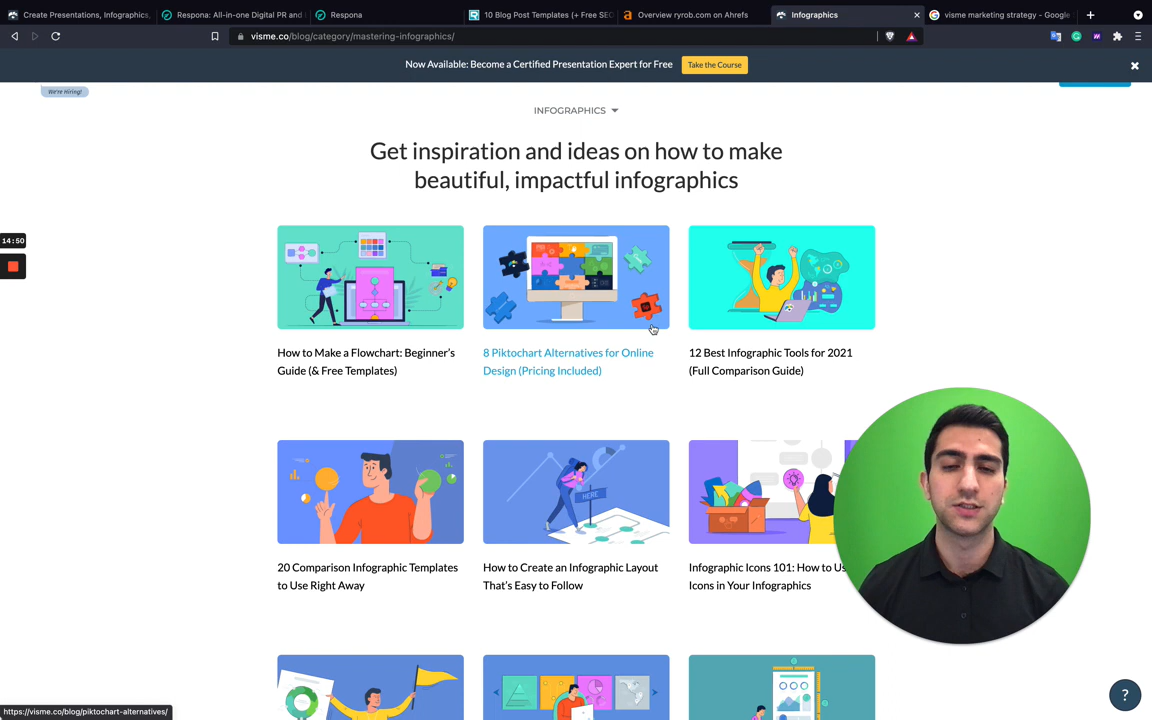 Create Presentations, Infographics,
Respona: All-in-one Digital PR and
Respona
10 Blog Post Templates (+ Free SEO
Overview ryrob.com on Ahrefs
Infographics
visme marketing strategy - Google
visme.co/blog/category/mastering-infographics/
Now Available: Become a Certified Presentation Expert for Free
Take the Course
We're Hiring!
INFOGRAPHICS
Get inspiration and ideas on how to make
beautiful, impactful infographics
14:50
How to Make a Flowchart: Beginner's
Guide (& Free Templates)
8 Piktochart Alternatives for Online
Design (Pricing Included)
12 Best Infographic Tools for 2021
(Full Comparison Guide)
HERE
20 Comparison Infographic Templates
to Use Right Away
How to Create an Infographic Layout
That's Easy to Follow
Infographic Icons 101: How to Us
Icons in Your Infographics
?
https://visme.co/blog/piktochart-alternatives/